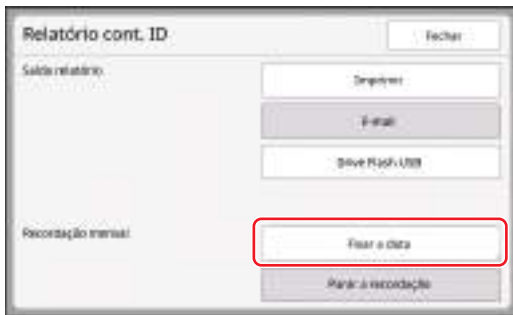 Relatório cont. ID
Fechar
Saída relatório
Imprimir
E-mail
Drive Flash USB
Recordação mensal
Fixar a data
Parar a recordação